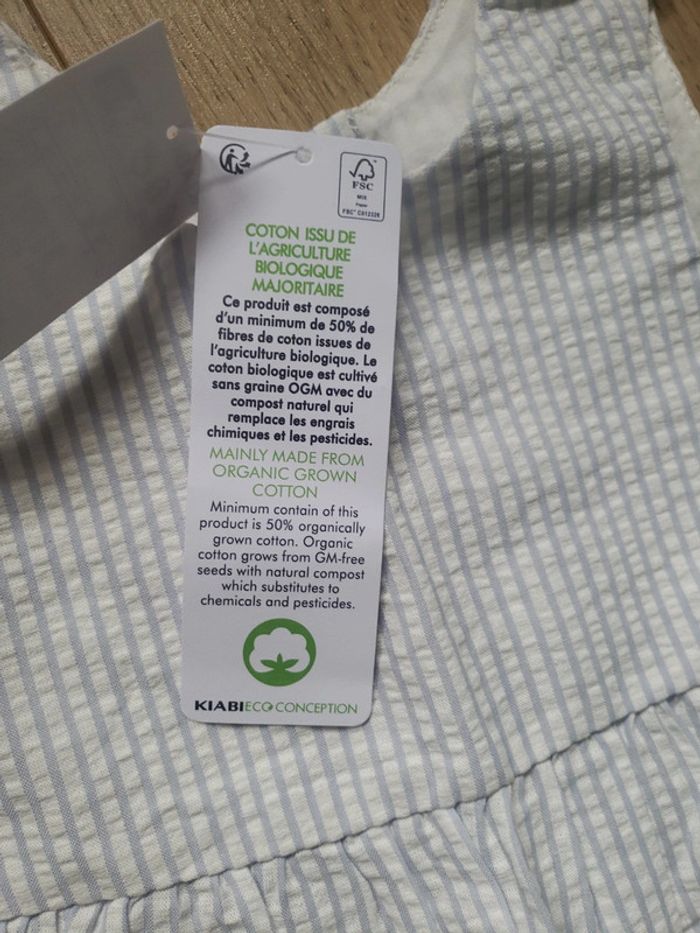 FSC
MIX
Paper
COTON ISSU DE
L'AGRICULTURE
BIOLOGIQUE
MAJORITAIRE
Ce produit est composé
d'un minimum de 50% de
fibres de coton issues de
l'agriculture biologique. Le
coton biologique est cultivé
sans graine OGM avec du
compost naturel qui
remplace les engrais
chimiques et les pesticides.
MAINLY MADE FROM
ORGANIC GROWN
COTTON
Minimum contain of this
product is 50% organically
grown cotton. Organic
cotton grows from GM-free
seeds with natural compost
which substitutes to
chemicals and pesticides.
KIABI ECO CONCEPTION